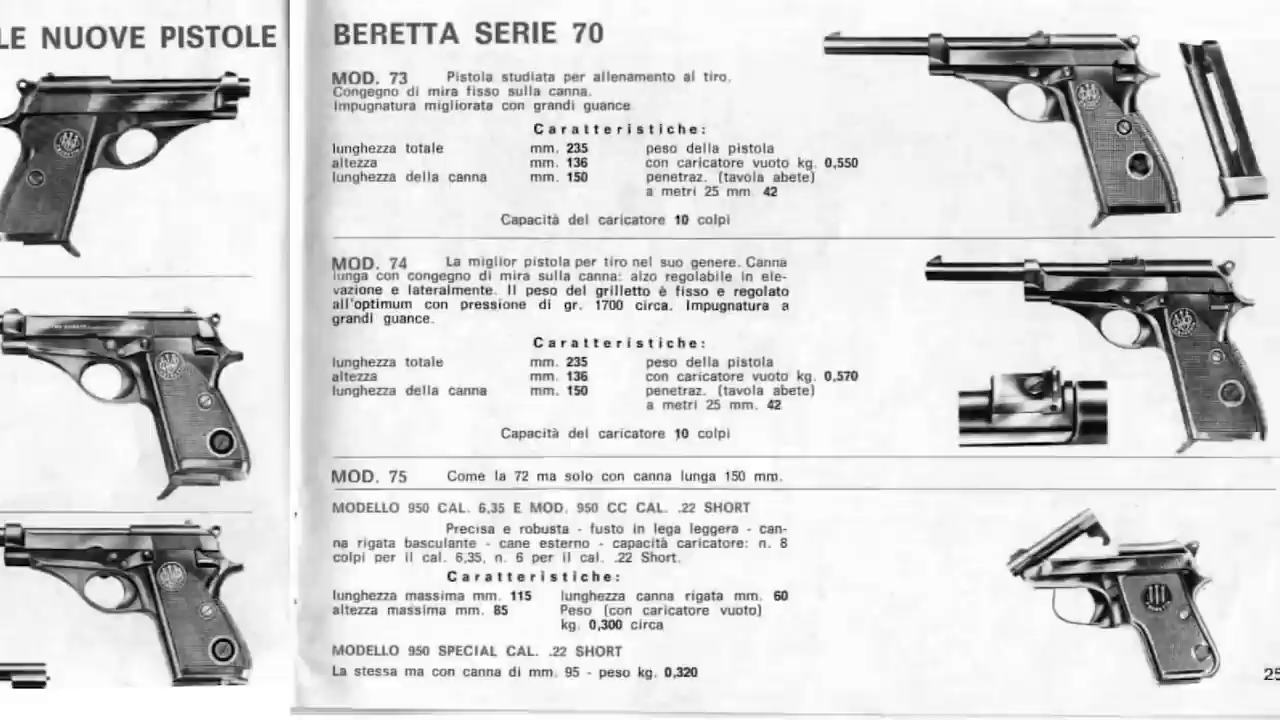 LE NUOVE PISTOLE
BERETTA SERIE 70
MOD. 73 Pistola studiata per allenamento al tiro.
Congegno di mira fisso sulla canna.
Impugnatura migliorata con grandi guance
Caratteristiche:
lunghezza totale mm. 235 peso della pistola
altezza mm. 136 con caricatore vuoto kg. 0,550
lunghezza della canna mm. 150 penetraz. (tavola abete)
a metri 25 mm. 42
Capacità del caricatore 10 colpi
MOD. 74 La miglior pistola per tiro nel suo genere. Canna
lunga con congegno di mira sulla canna: alzo regolabile in ele-
vazione e lateralmente. Il peso del grilletto è fisso e regolato
all'optimum con pressione di gr. 1700 circa. Impugnatura a
grandi guance.
Caratteristiche:
lunghezza totale mm. 235 peso della pistola
altezza mm. 136 con caricatore vuoto kg. 0,570
lunghezza della canna mm. 150 penetraz. (tavola abete)
a metri 25 mm. 42
Capacità del caricatore 10 colpi
MOD. 75 Come la 72 ma solo con canna lunga 150 mm.
MODELLO 950 CAL. 6,35 E MOD. 950 CC CAL. .22 SHORT
Precisa e robusta - fusto in lega leggera - can-
na rigata basculante - cane esterno - capacità caricatore: n. 8
colpi per il cal. 6,35, n. 6 per il cal. .22 Short.
Caratteristiche:
lunghezza massima mm. 115 lunghezza canna rigata mm. 60
altezza massima mm. 85 Peso (con caricatore vuoto)
kg. 0,300 circa
MODELLO 950 SPECIAL CAL. .22 SHORT
La stessa ma con canna di mm. 95 - peso kg. 0,320
25